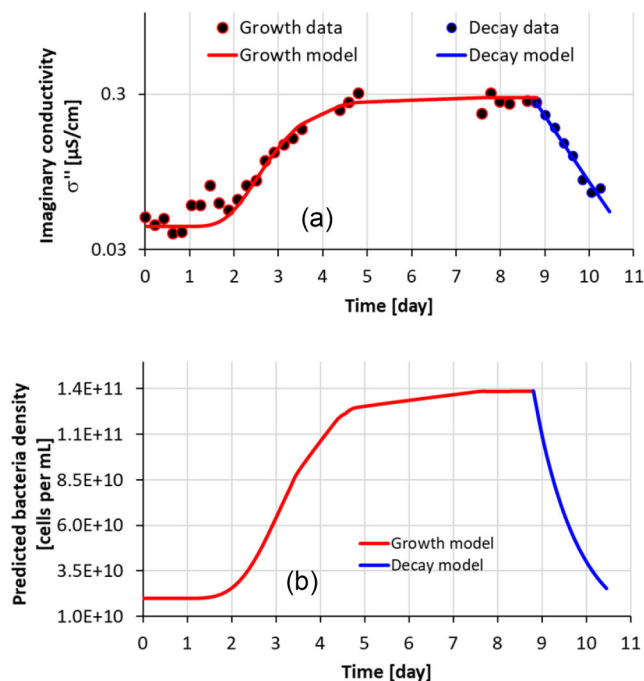 Growth data
Decay data
Growth model
Decay model
Imaginary conductivity
σ'' [µS/cm]
0.3
0.03
(a)
0 1 2 3 4 5 6 7 8 9 10 11
Time [day]
Predicted bacteria density
[cells per mL]
1.4E+11
1.1E+11
8.5E+10
6.0E+10
3.5E+10
1.0E+10
Growth model
Decay model
(b)
0 1 2 3 4 5 6 7 8 9 10 11
Time [day]